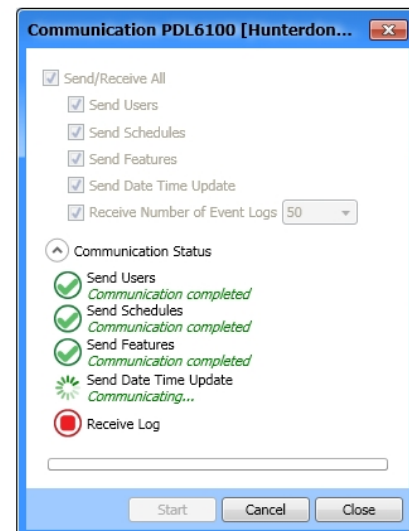 Communication PDL6100 [Hunterdon...
Send/Receive All
Send Users
Send Schedules
Send Features
Send Date Time Update
Receive Number of Event Logs 50
Communication Status
Send Users
Communication completed
Send Schedules
Communication completed
Send Features
Communication completed
Send Date Time Update
Communicating...
Receive Log
Start Cancel Close